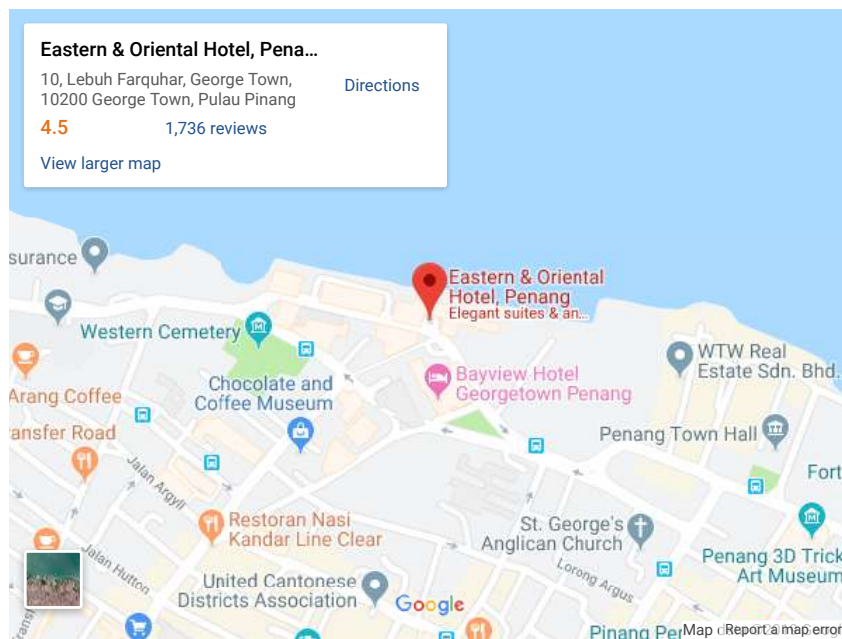 Eastern & Oriental Hotel, Pena...
10, Lebuh Farquhar, George Town,
10200 George Town, Pulau Pinang
Directions
4.5
1,736 reviews
View larger map
surance
Eastern & Oriental
Hotel, Penang
Elegant suites & an...
Western Cemetery
WTW Real
Estate Sdn. Bhd.
Bayview Hotel
Georgetown Penang
Chocolate and
Coffee Museum
Arang Coffee
ansfer Road
Penang Town Hall
Fort
Jalan Argyll
Restoran Nasi
Kandar Line Clear
St. George's
Anglican Church
Jalan Hutton
Lorong Argus
Penang 3D Trick
Art Museum
United Cantonese
Districts Association
Google
Pinang Per
Map
Report a map error